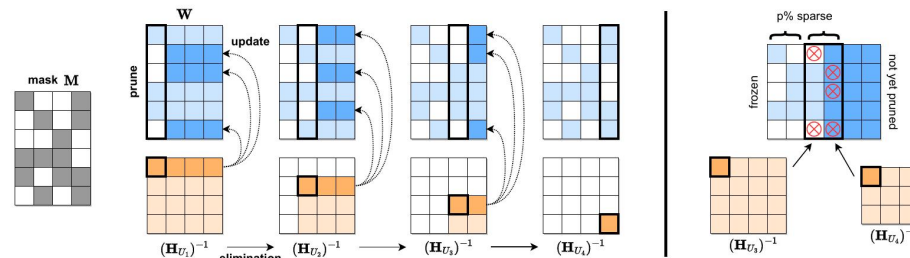 W
update
prune
mask M
(H_{U_1})^{-1}
(H_{U_2})^{-1}
(H_{U_3})^{-1}
(H_{U_4})^{-1}
elimination
p% sparse
frozen
not yet pruned
(H_{U_3})^{-1}
(H_{U_4})^{-1}